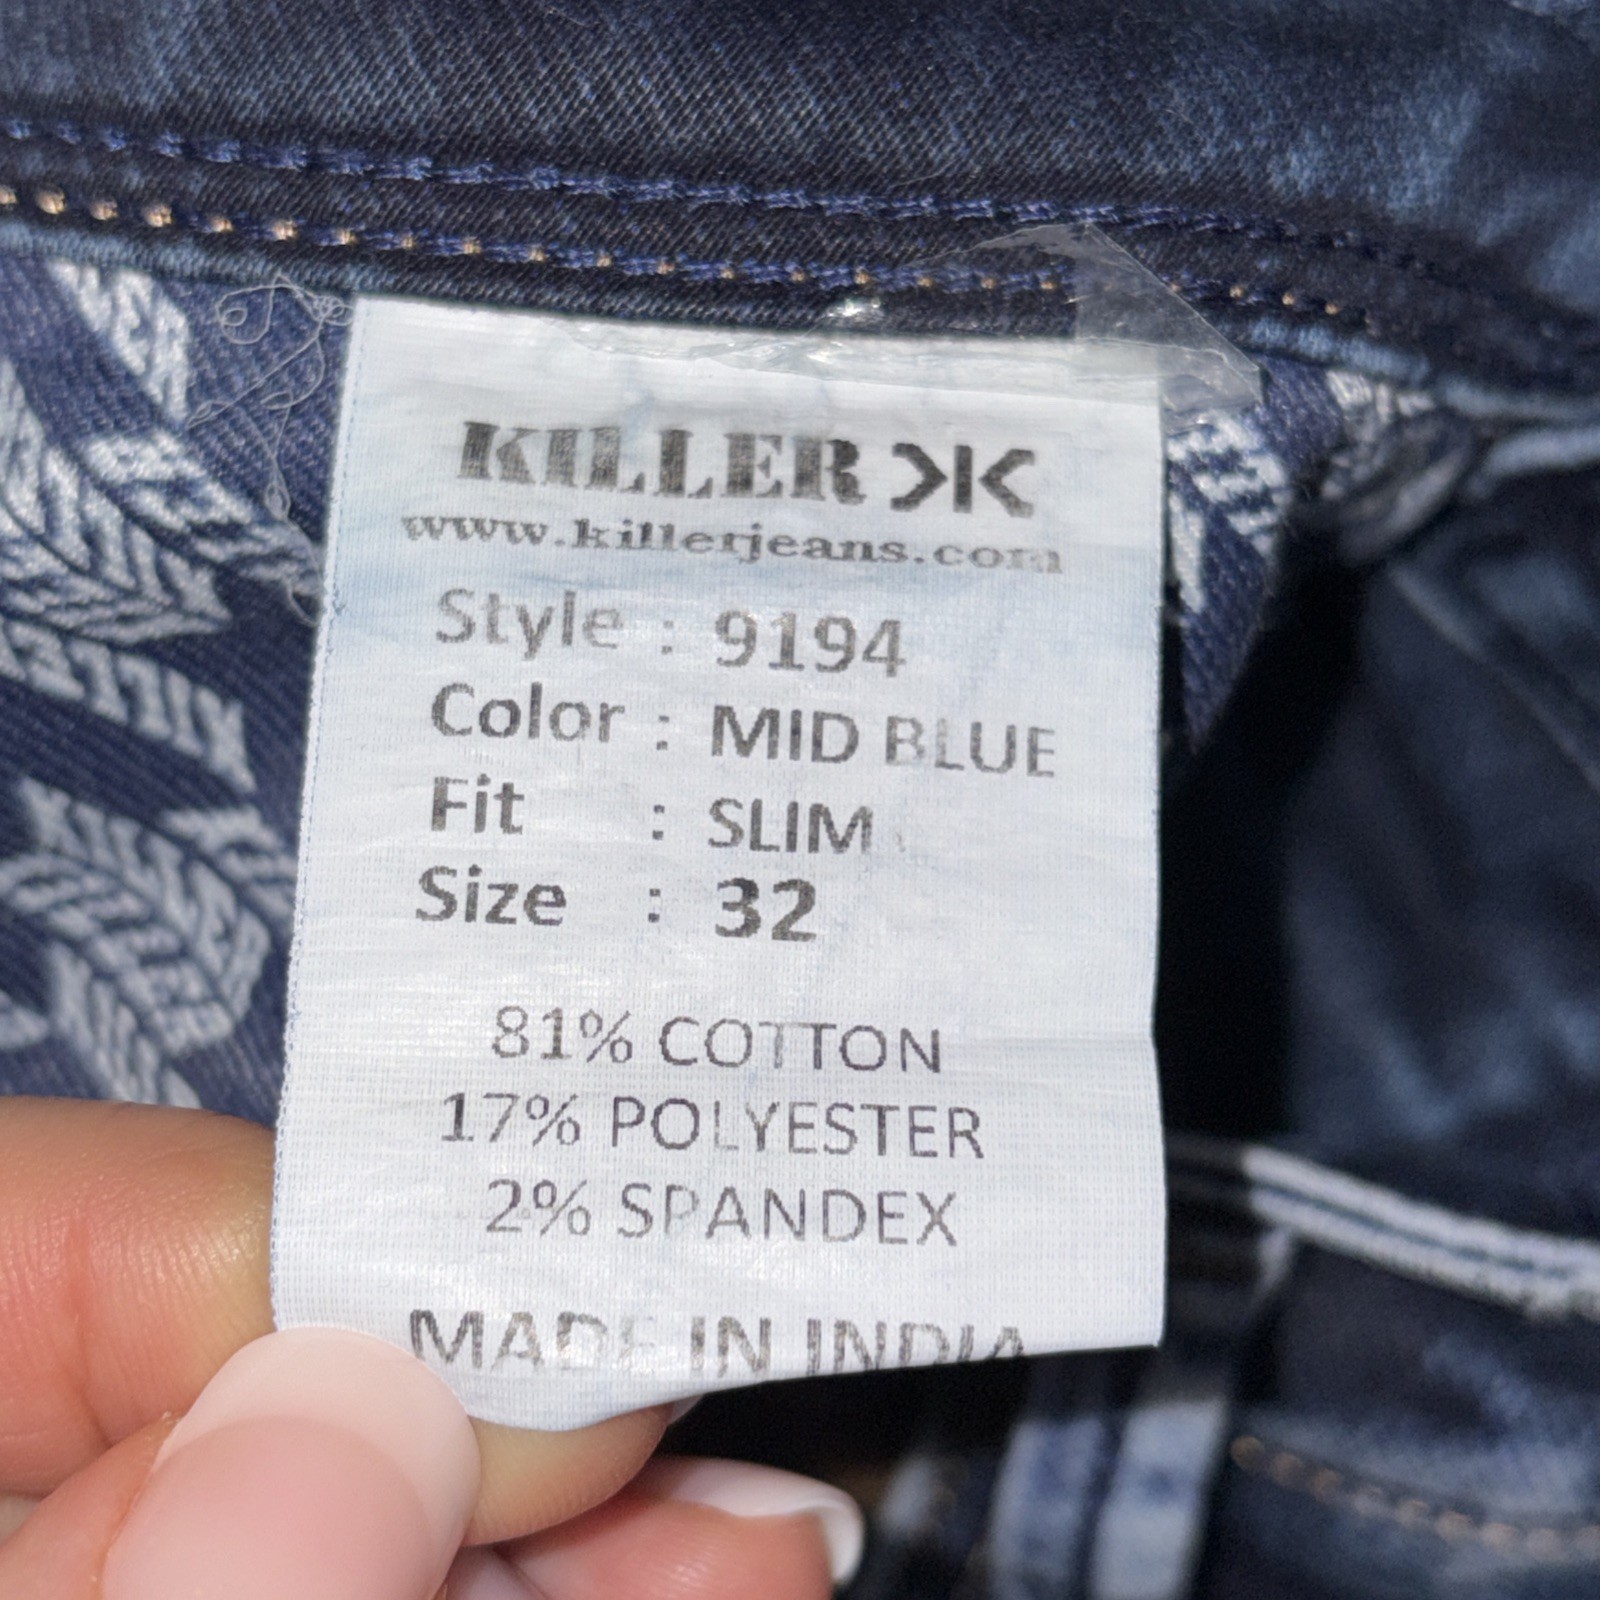 KILLER
www.killerjeans.com
Style : 9194
Color : MID BLUE
Fit : SLIM
Size : 32
81% COTTON
17% POLYESTER
2% SPANDEX
MADE IN INDIA